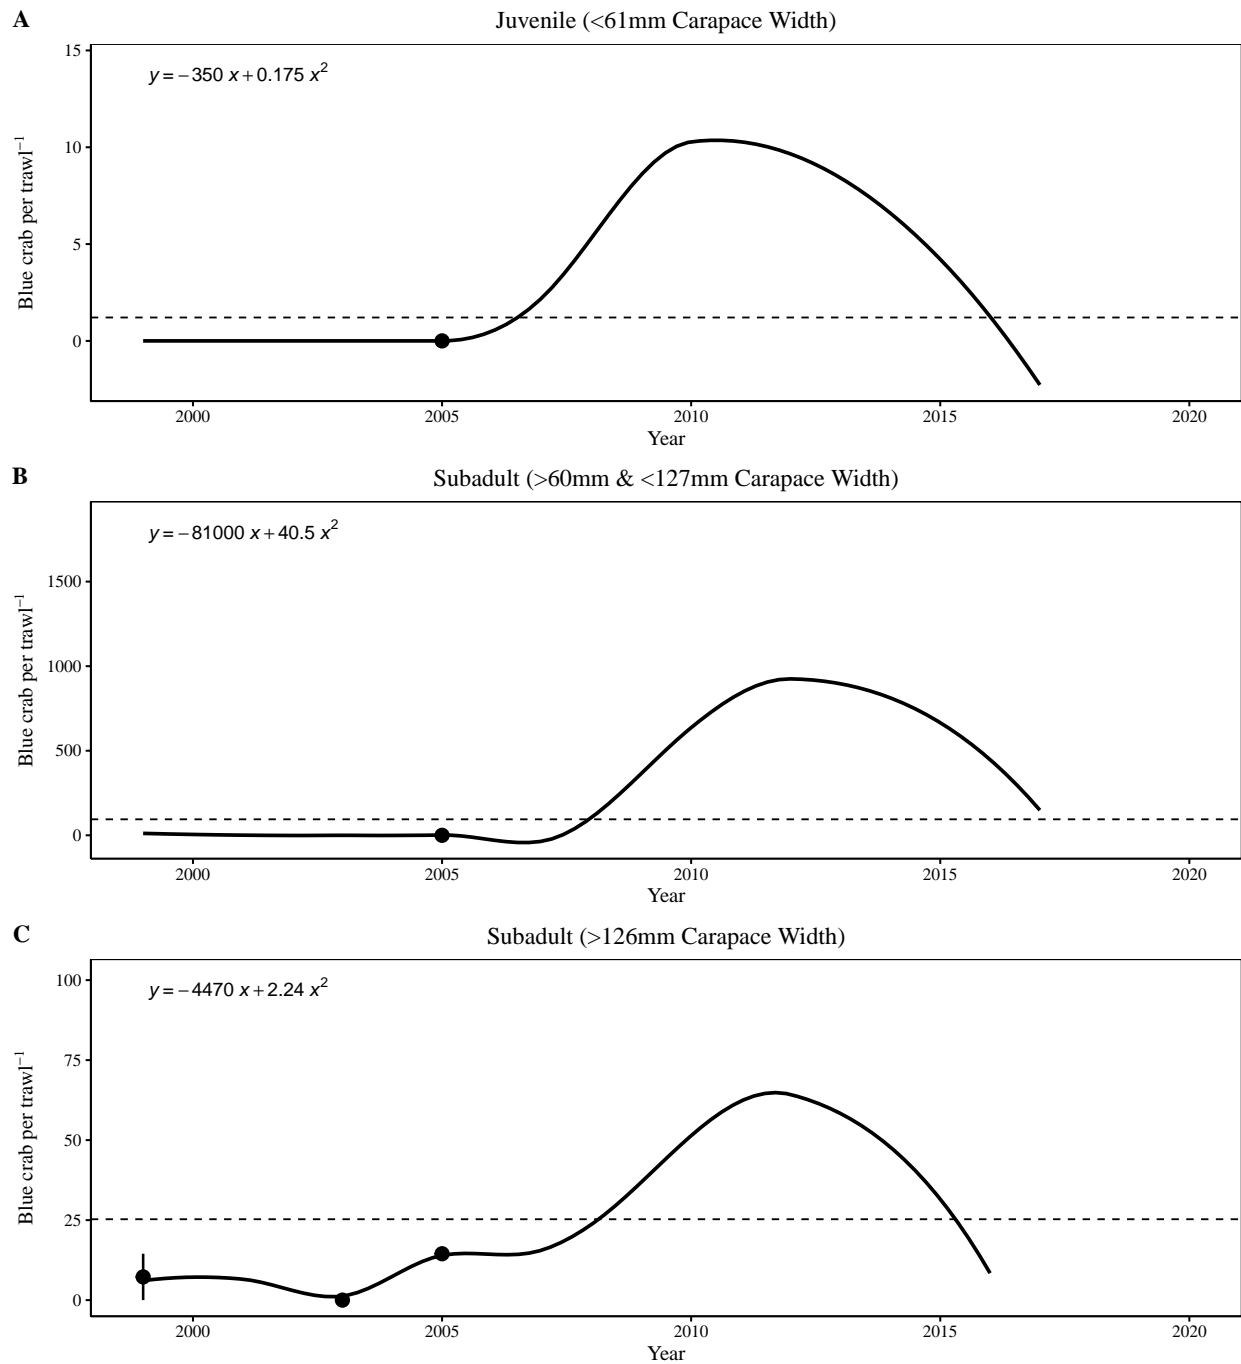 A
Juvenile (<61mm Carapace Width)
y = −350 x + 0.175 x²
Blue crab per trawl⁻¹
15
10
5
0
2000 2005 2010 2015 2020
Year
B
Subadult (>60mm & <127mm Carapace Width)
y = −81000 x + 40.5 x²
Blue crab per trawl⁻¹
1500
1000
500
0
2000 2005 2010 2015 2020
Year
C
Subadult (>126mm Carapace Width)
y = −4470 x + 2.24 x²
Blue crab per trawl⁻¹
100
75
50
25
0
2000 2005 2010 2015 2020
Year